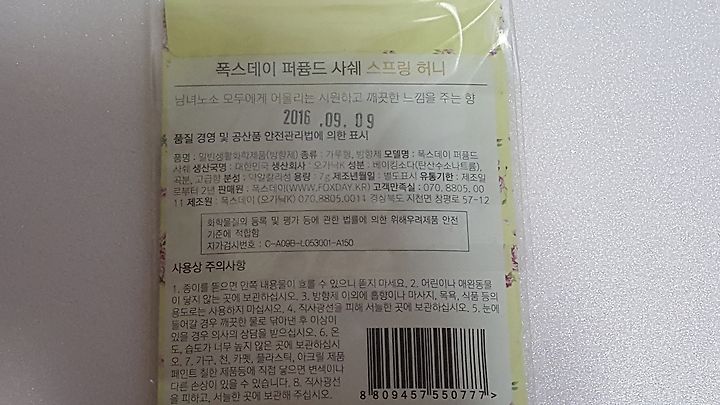 폭스데이 퍼퓸드 사쉐 스프링 허니
남녀노소 모두에게 어울리는 시원하고 깨끗한 느낌을 주는 향
2016 .09.09
품질 경영 및 공산품 안전관리법에 의한 표시
품명 : 일반생활화학제품(방향제) 종류 : 가루형, 방향제 모델명 : 폭스데이 퍼퓸드
사쉐 생산국명 : 대한민국 생산회사 : 오가닉K 성분 : 베이킹소다(탄산수소나트륨),
곡분, 고급향 분성 : 약알칼리성 용량 : 7g 제조년월일 : 별도표시 유통기한 : 제조일
로부터 2년 판매원 : 폭스데이(WWW.FOXDAY.KR) 고객만족실 : 070. 8805. 00
11 제조원 : 폭스데이 (오가닉K) 070.8805.0011 경상북도 지천면 창평로 57-12
화학물질의 등록 및 평가 등에 관한 법률에 의한 위해우려제품 안전
기준에 적합함
자가검사번호 : C-A09B-L053001-A150
사용상 주의사항
1. 종이를 뜯으면 안쪽 내용물이 흐를 수 있으니 뜯지 마세요. 2. 어린이나 애완동물
이 닿지 않는 곳에 보관하십시오. 3. 방향제 이외에 흡향이나 마사지, 목욕, 식품 등의
용도로는 사용하지 마십시오. 4. 직사광선을 피해 서늘한 곳에 보관하십시오. 5. 눈에
들어갈 경우 깨끗한 물로 닦아낸 후 이상이
있을 경우 의사의 상담을 받으십시오. 6. 온
도, 습도가 너무 높지 않은 곳에 보관하십시
오. 7. 가구, 천, 카펫, 플라스틱, 아크릴 제품
페인트 칠한 제품등에 직접 닿으면 변색이나
다른 손상이 있을 수 있습니다. 8. 직사광선
을 피하고, 서늘한 곳에 보관해 주십시오.
8 809457 550777 >